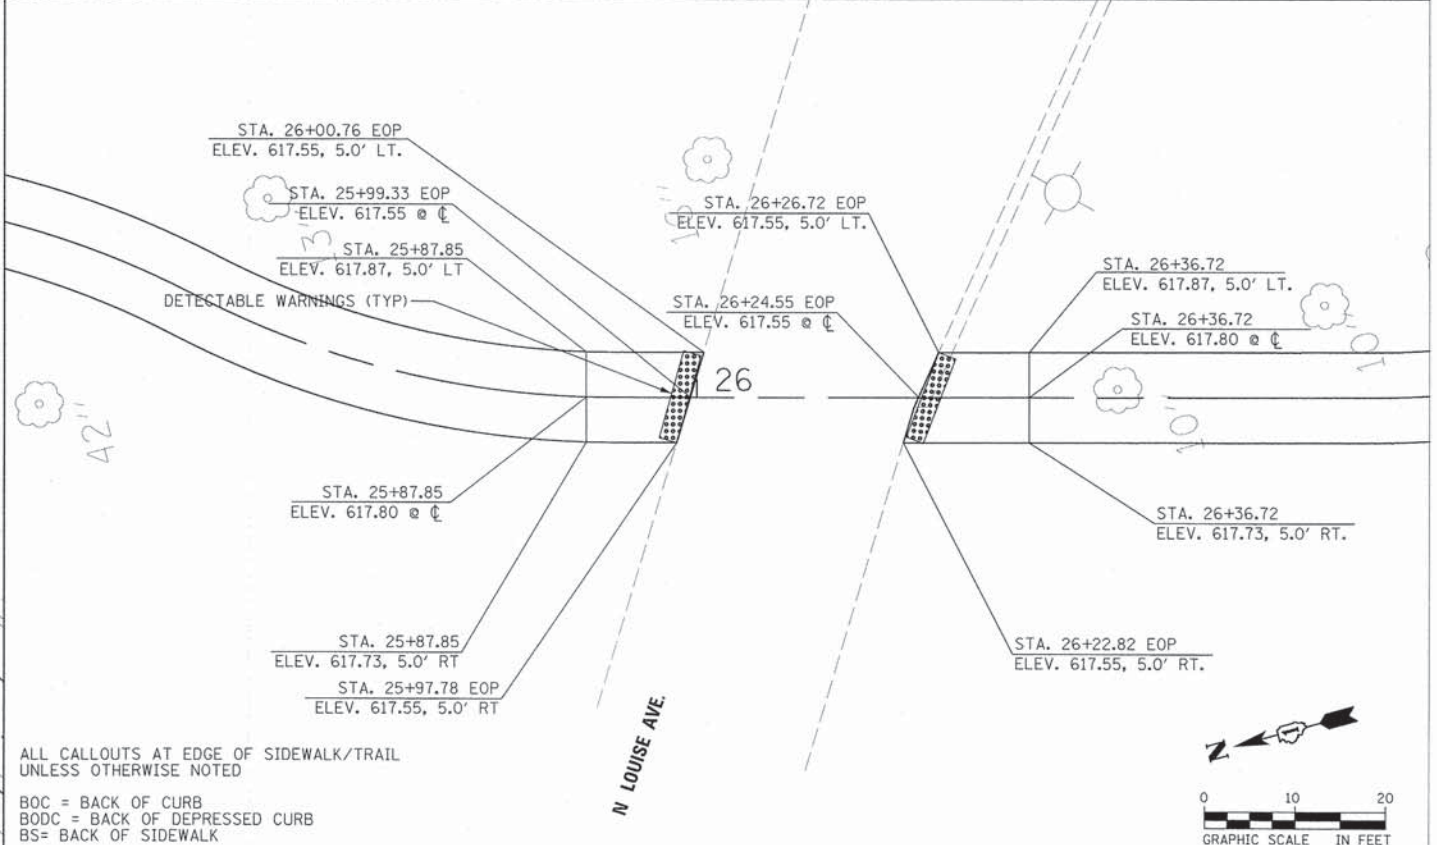 STA. 26+00.76 EOP
ELEV. 617.55, 5.0' LT.
STA. 25+99.33 EOP
ELEV. 617.55 @ ℄
STA. 25+87.85
ELEV. 617.87, 5.0' LT
DETECTABLE WARNINGS (TYP)
13"
STA. 26+26.72 EOP
ELEV. 617.55, 5.0' LT.
STA. 26+24.55 EOP
ELEV. 617.55 @ ℄
STA. 26+36.72
ELEV. 617.87, 5.0' LT.
STA. 26+36.72
ELEV. 617.80 @ ℄
26
42"
10"
10"
STA. 25+87.85
ELEV. 617.80 @ ℄
STA. 26+36.72
ELEV. 617.73, 5.0' RT.
STA. 25+87.85
ELEV. 617.73, 5.0' RT
STA. 25+97.78 EOP
ELEV. 617.55, 5.0' RT
STA. 26+22.82 EOP
ELEV. 617.55, 5.0' RT.
N LOUISE AVE.
ALL CALLOUTS AT EDGE OF SIDEWALK/TRAIL
UNLESS OTHERWISE NOTED
BOC = BACK OF CURB
BODC = BACK OF DEPRESSED CURB
BS= BACK OF SIDEWALK
N
0 10 20
GRAPHIC SCALE IN FEET